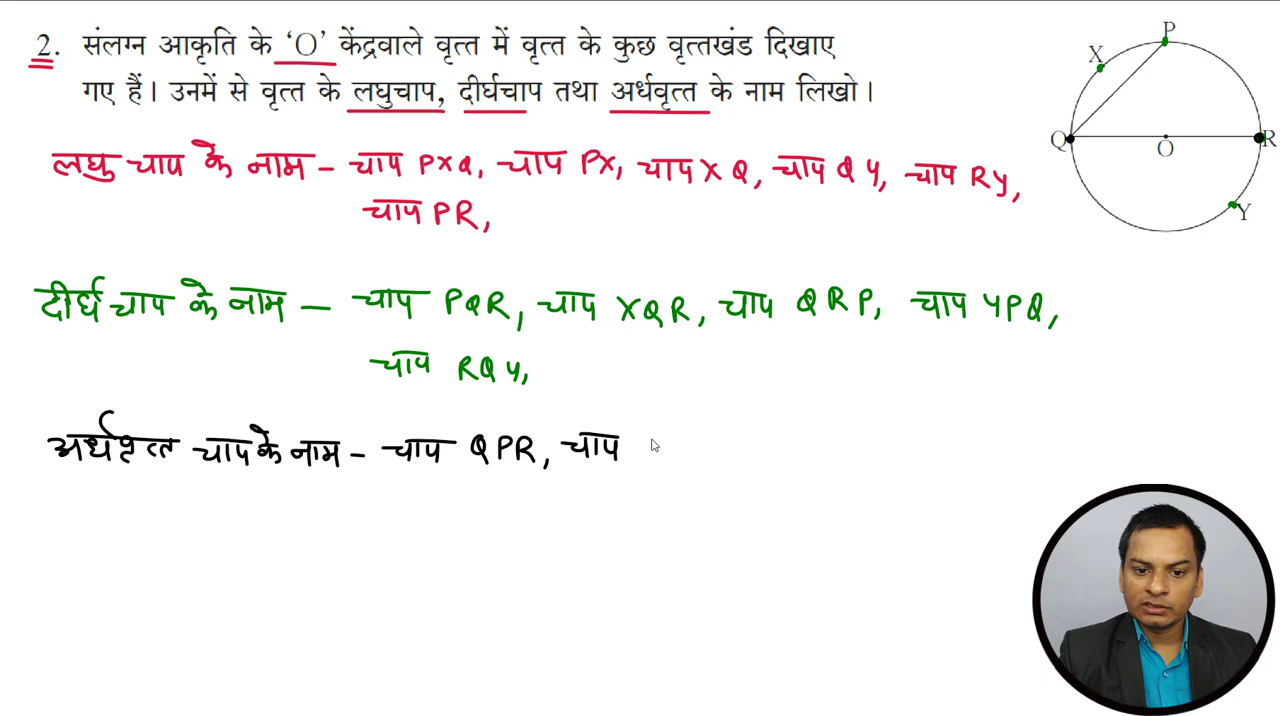 2. संलग्न आकृति के ‘O’ केंद्रवाले वृत्त में वृत्त के कुछ वृत्तखंड दिखाए
गए हैं। उनमें से वृत्त के लघुचाप, दीर्घचाप तथा अर्धवृत्त के नाम लिखो।
लघु चाप के नाम – चाप PXQ, चाप PX, चाप XQ, चाप QY, चाप RY,
चाप PR,
दीर्घ चाप के नाम – चाप PQR, चाप XQR, चाप QRP, चाप YPQ,
चाप RQY,
अर्धवृत्त चाप के नाम – चाप QPR, चाप
P
X
Q
O
R
Y